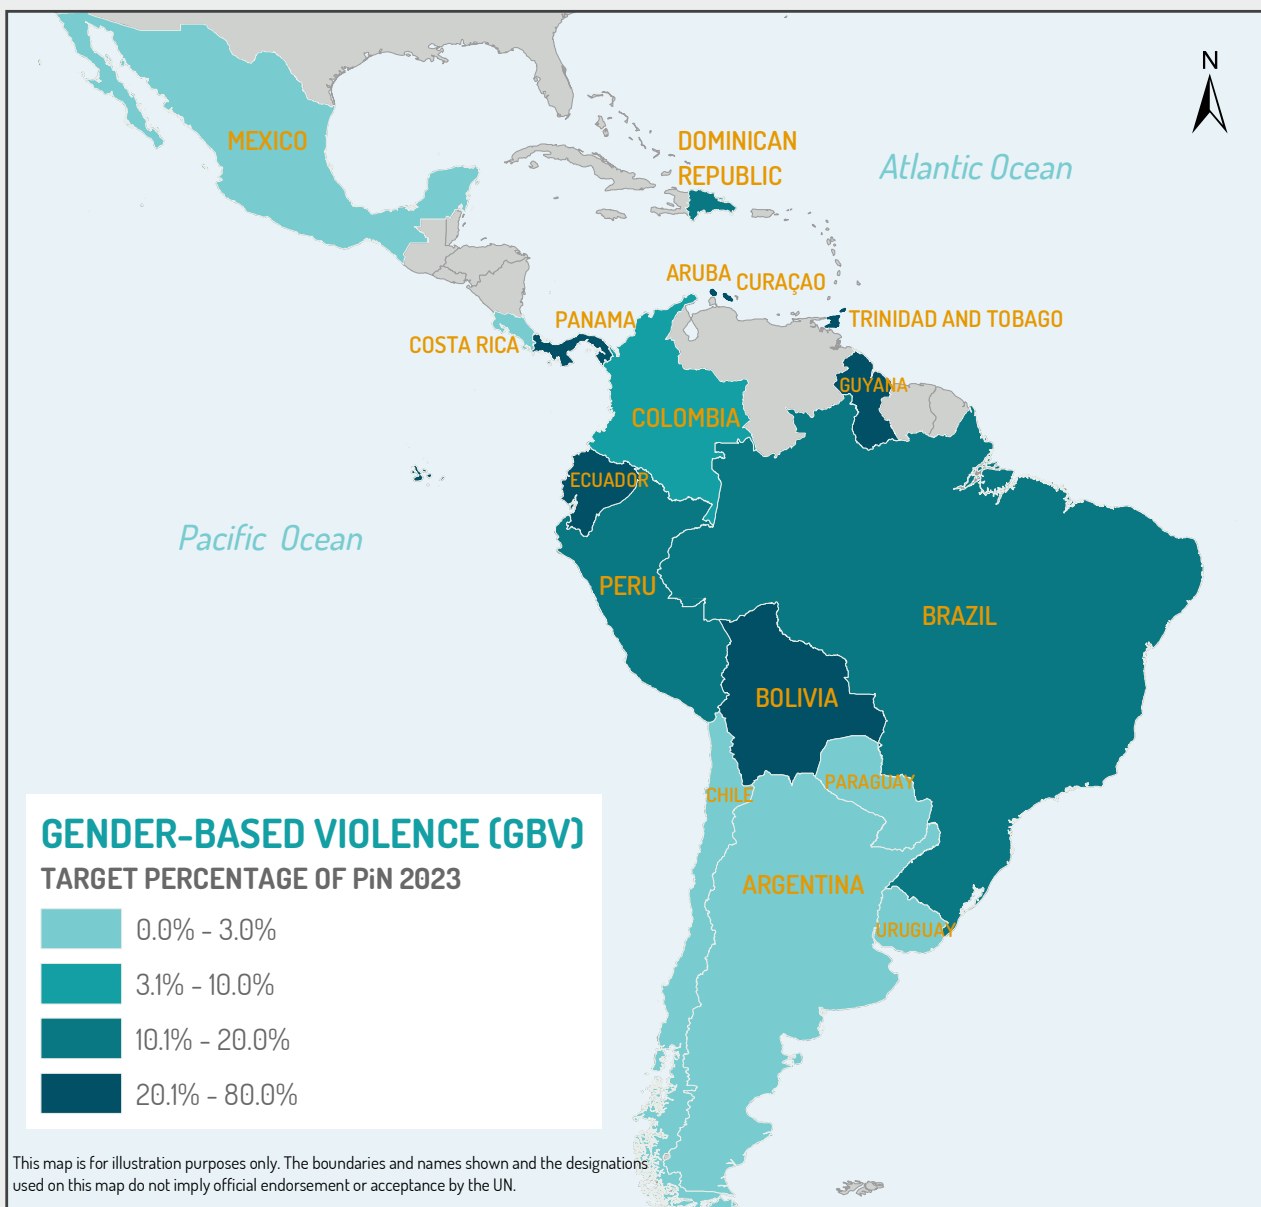 N
MEXICO
DOMINICAN
REPUBLIC
Atlantic Ocean
ARUBA
CURAÇAO
PANAMA
TRINIDAD AND TOBAGO
COSTA RICA
GUYANA
COLOMBIA
ECUADOR
Pacific Ocean
PERU
BRAZIL
BOLIVIA
PARAGUAY
CHILE
ARGENTINA
URUGUAY
GENDER-BASED VIOLENCE (GBV)
TARGET PERCENTAGE OF PiN 2023
0.0% - 3.0%
3.1% - 10.0%
10.1% - 20.0%
20.1% - 80.0%
This map is for illustration purposes only. The boundaries and names shown and the designations
used on this map do not imply official endorsement or acceptance by the UN.